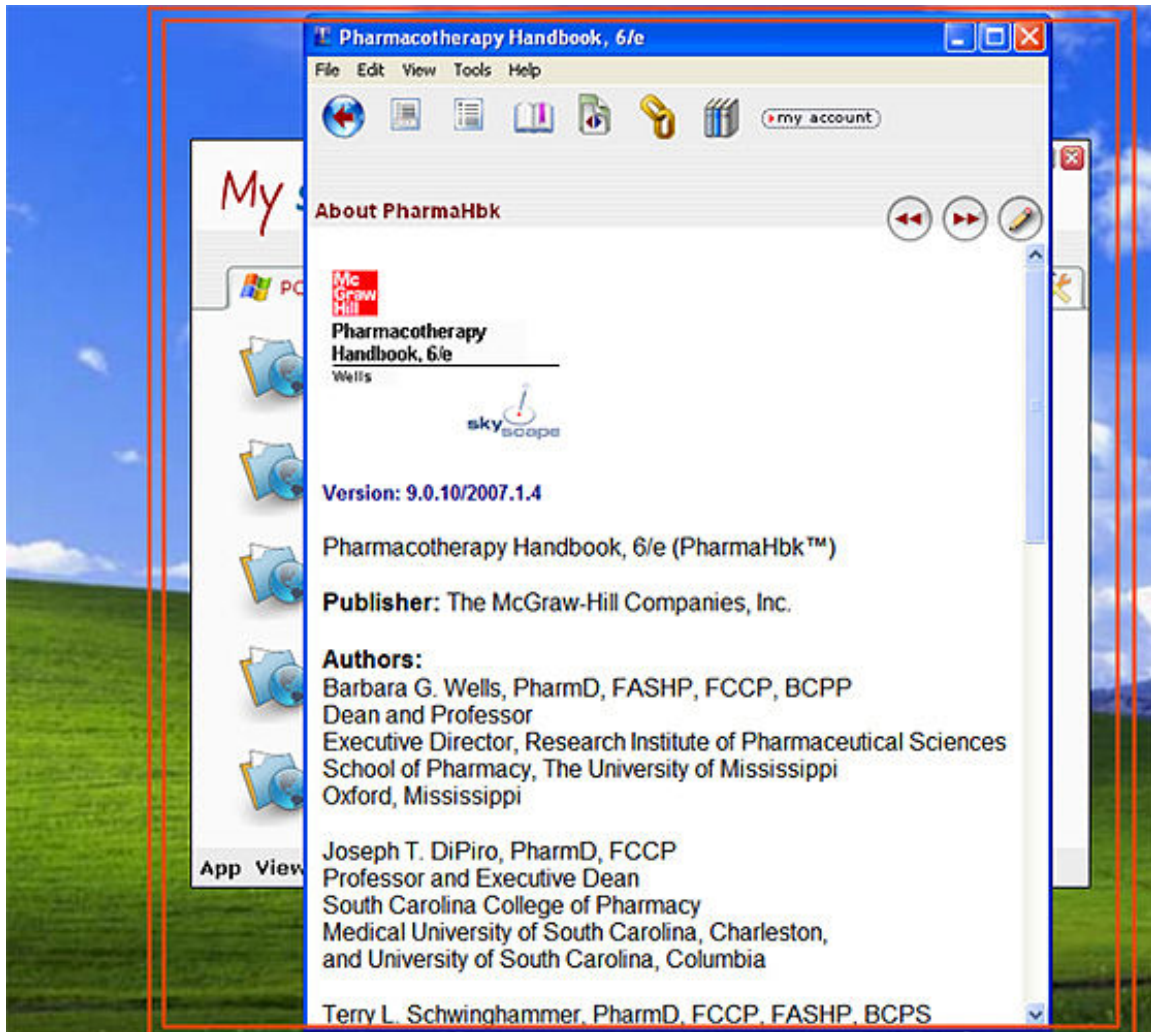 Pharmacotherapy Handbook, 6/e
File Edit View Tools Help
my account
My
About PharmaHbk
PC
Mc
Graw
Hill
Pharmacotherapy
Handbook, 6/e
Wells
skyscape
Version: 9.0.10/2007.1.4
Pharmacotherapy Handbook, 6/e (PharmaHbk™)
Publisher: The McGraw-Hill Companies, Inc.
Authors:
Barbara G. Wells, PharmD, FASHP, FCCP, BCPP
Dean and Professor
Executive Director, Research Institute of Pharmaceutical Sciences
School of Pharmacy, The University of Mississippi
Oxford, Mississippi
Joseph T. DiPiro, PharmD, FCCP
Professor and Executive Dean
South Carolina College of Pharmacy
Medical University of South Carolina, Charleston,
and University of South Carolina, Columbia
App View
Terry L. Schwinghammer, PharmD, FCCP, FASHP, BCPS